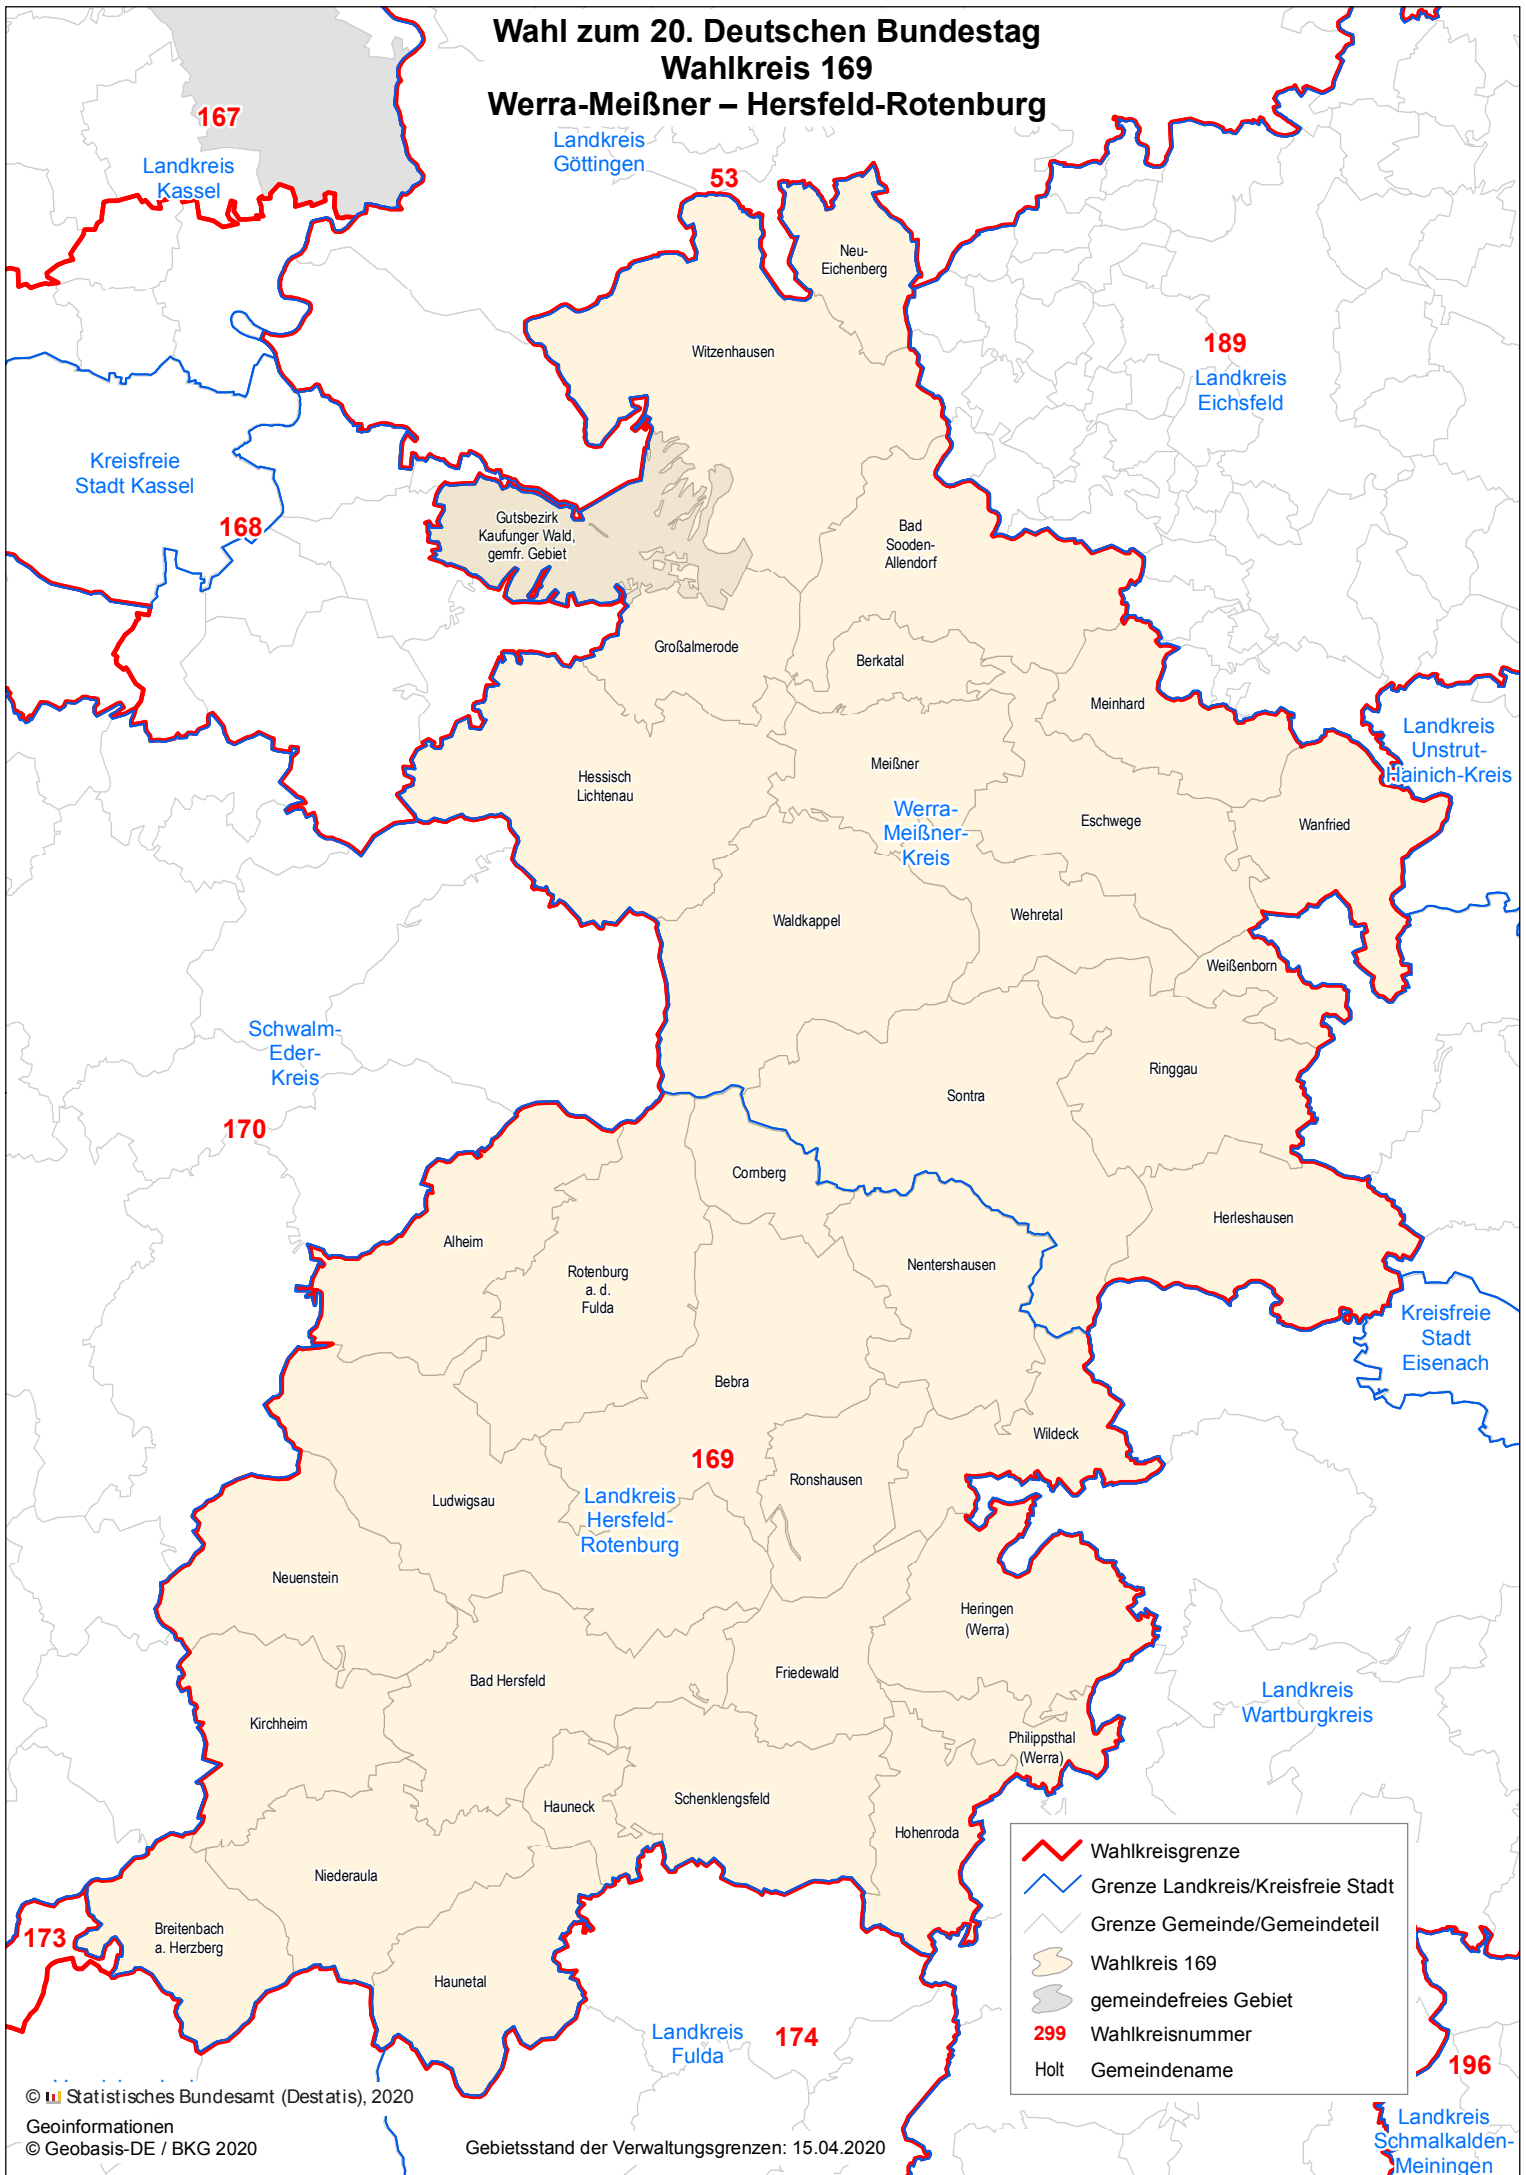 Wahl zum 20. Deutschen Bundestag
Wahlkreis 169
Werra-Meißner – Hersfeld-Rotenburg
167
Landkreis
Kassel
Landkreis
Göttingen
53
Neu-
Eichenberg
Witzenhausen
189
Landkreis
Eichsfeld
Kreisfreie
Stadt Kassel
168
Gutsbezirk
Kaufunger Wald,
gemfr. Gebiet
Bad
Sooden-
Allendorf
Großalmerode
Berkatal
Meinhard
Landkreis
Unstrut-
Hainich-Kreis
Hessisch
Lichtenau
Meißner
Werra-
Meißner-
Kreis
Eschwege
Wanfried
Waldkappel
Wehretal
Weißenborn
Schwalm-
Eder-
Kreis
170
Sontra
Ringgau
Cornberg
Herleshausen
Alheim
Rotenburg
a. d.
Fulda
Nentershausen
Kreisfreie
Stadt
Eisenach
Bebra
Wildeck
169
Ronshausen
Ludwigsau
Landkreis
Hersfeld-
Rotenburg
Neuenstein
Heringen
(Werra)
Friedewald
Bad Hersfeld
Kirchheim
Landkreis
Wartburgkreis
Philippsthal
(Werra)
Hauneck
Schenklengsfeld
Hohenroda
Niederaula
173
Breitenbach
a. Herzberg
Haunetal
Landkreis
Fulda
174
Wahlkreisgrenze
Grenze Landkreis/Kreisfreie Stadt
Grenze Gemeinde/Gemeindeteil
Wahlkreis 169
gemeindefreies Gebiet
299 Wahlkreisnummer
Holt Gemeindename
196
Landkreis
Schmalkalden-
Meiningen
© Statistisches Bundesamt (Destatis), 2020
Geoinformationen
© Geobasis-DE / BKG 2020
Gebietsstand der Verwaltungsgrenzen: 15.04.2020